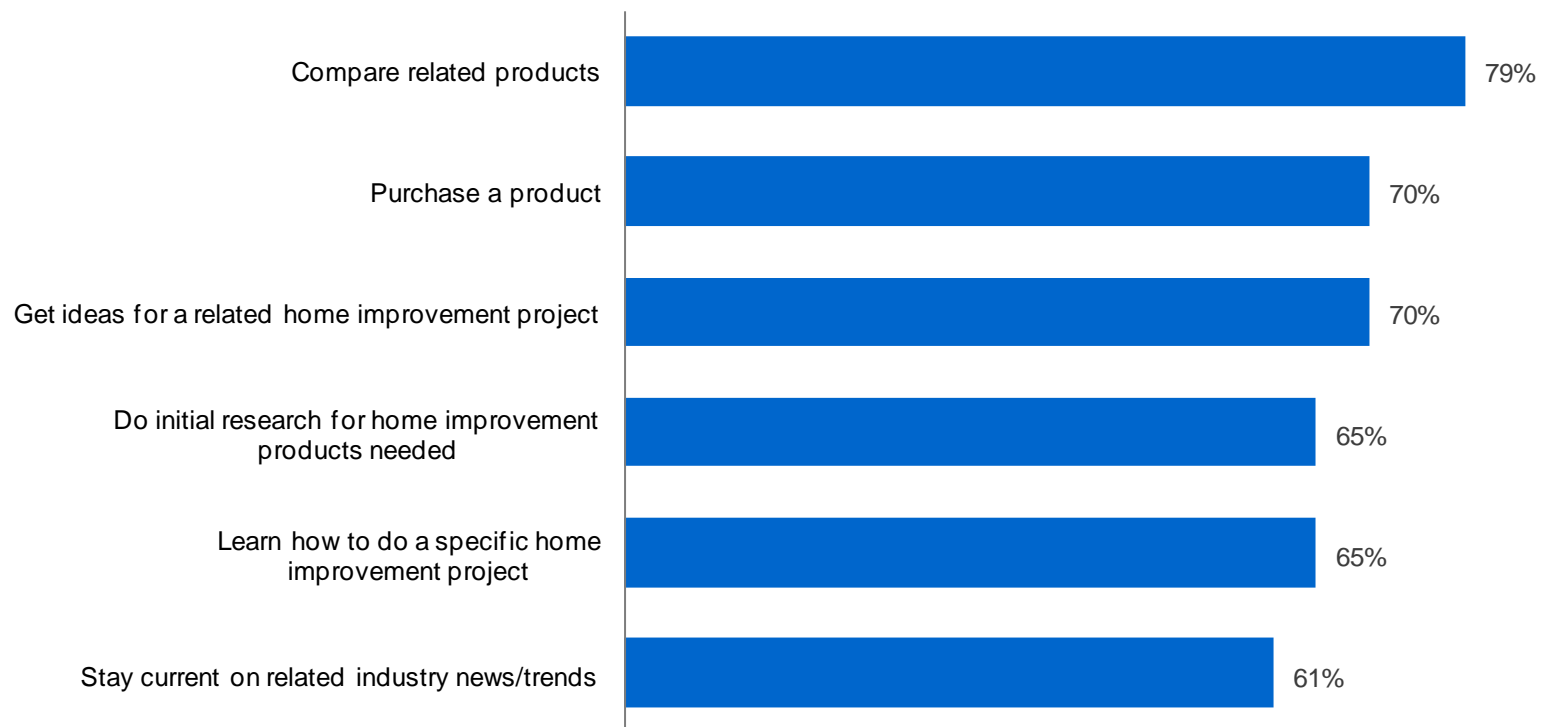 Compare related products
79%
Purchase a product
70%
Get ideas for a related home improvement project
70%
Do initial research for home improvement
products needed
65%
Learn how to do a specific home
improvement project
65%
Stay current on related industry news/trends
61%